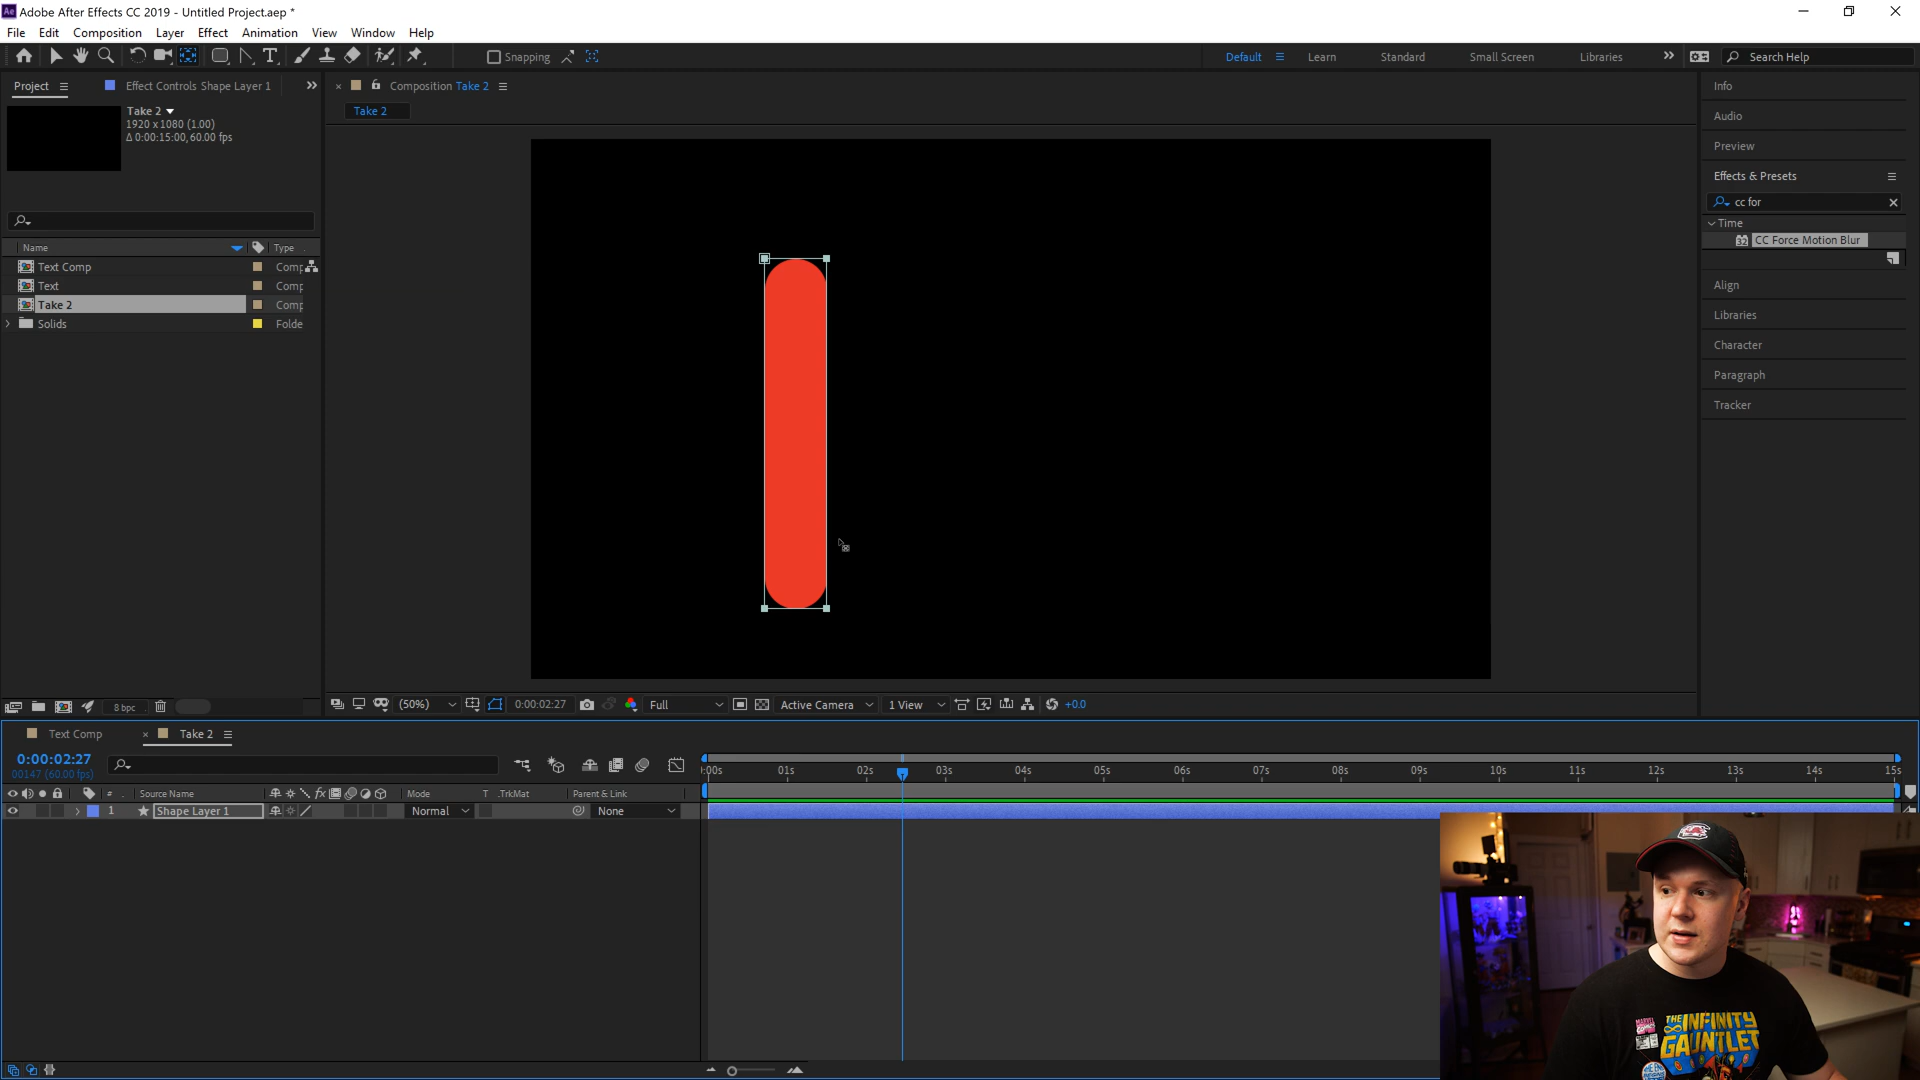 Ae Adobe After Effects CC 2019 - Untitled Project.aep *
File Edit Composition Layer Effect Animation View Window Help
Snapping
Default Learn Standard Small Screen Libraries Search Help
Project Effect Controls Shape Layer 1
Composition Take 2
Take 2
Take 2
1920 x 1080 (1.00)
Δ 0:00:15:00, 60.00 fps
Name Type
Text Comp Comp
Text Comp
Take 2 Comp
Solids Folde
8 bpc
(50%) 0:00:02:27 Full Active Camera 1 View +0.0
Info
Audio
Preview
Effects & Presets
cc for
Time
32 CC Force Motion Blur
Align
Libraries
Character
Paragraph
Tracker
Text Comp Take 2
0:00:02:27
00147 (60.00 fps)
:00s 01s 02s 03s 04s 05s 06s 07s 08s 09s 10s 11s 12s 13s 14s 15s
# Source Name fx Mode T .TrkMat Parent & Link
1 Shape Layer 1 Normal None
MARVEL
THE INFINITY
GAUNTLET